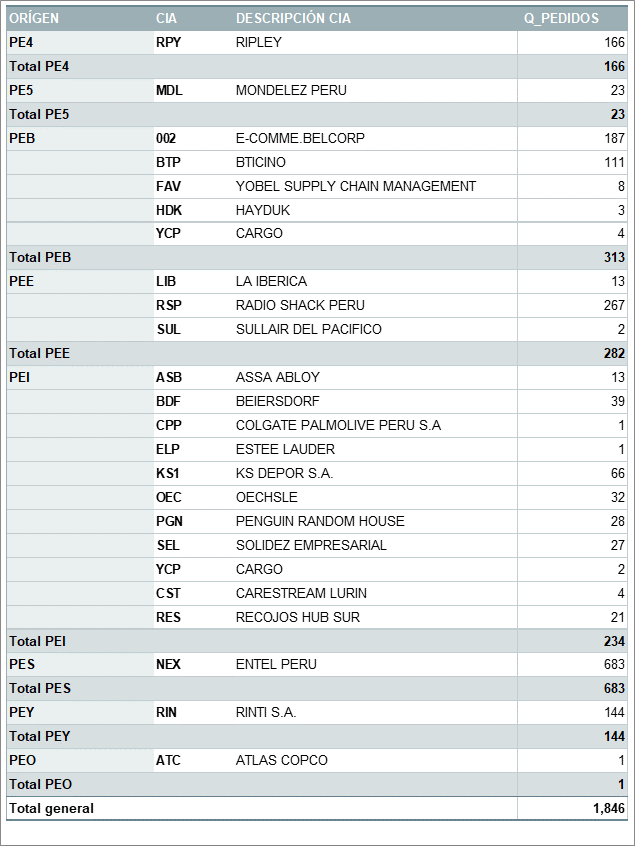 ORÍGEN CIA DESCRIPCIÓN CIA Q_PEDIDOS
PE4 RPY RIPLEY 166
Total PE4 166
PE5 MDL MONDELEZ PERU 23
Total PE5 23
PEB 002 E-COMME.BELCORP 187
BTP BTICINO 111
FAV YOBEL SUPPLY CHAIN MANAGEMENT 8
HDK HAYDUK 3
YCP CARGO 4
Total PEB 313
PEE LIB LA IBERICA 13
RSP RADIO SHACK PERU 267
SUL SULLAIR DEL PACIFICO 2
Total PEE 282
PEI ASB ASSA ABLOY 13
BDF BEIERSDORF 39
CPP COLGATE PALMOLIVE PERU S.A 1
ELP ESTEE LAUDER 1
KS1 KS DEPOR S.A. 66
OEC OECHSLE 32
PGN PENGUIN RANDOM HOUSE 28
SEL SOLIDEZ EMPRESARIAL 27
YCP CARGO 2
CST CARESTREAM LURIN 4
RES RECOJOS HUB SUR 21
Total PEI 234
PES NEX ENTEL PERU 683
Total PES 683
PEY RIN RINTI S.A. 144
Total PEY 144
PEO ATC ATLAS COPCO 1
Total PEO 1
Total general 1,846